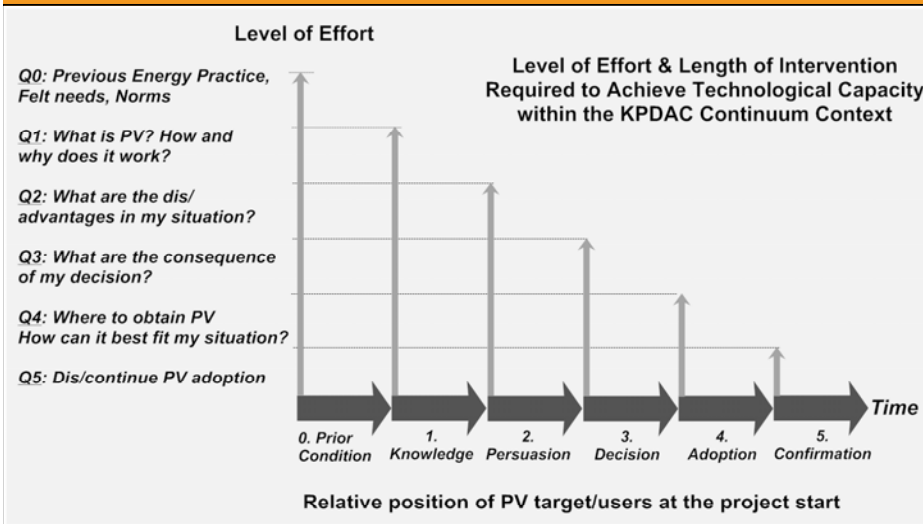 Level of Effort
Level of Effort & Length of Intervention
Required to Achieve Technological Capacity
within the KPDAC Continuum Context
Q0: Previous Energy Practice,
Felt needs, Norms
Q1: What is PV? How and
why does it work?
Q2: What are the dis/
advantages in my situation?
Q3: What are the consequence
of my decision?
Q4: Where to obtain PV
How can it best fit my situation?
Q5: Dis/continue PV adoption
Time
0. Prior
Condition
1.
Knowledge
2.
Persuasion
3.
Decision
4.
Adoption
5.
Confirmation
Relative position of PV target/users at the project start